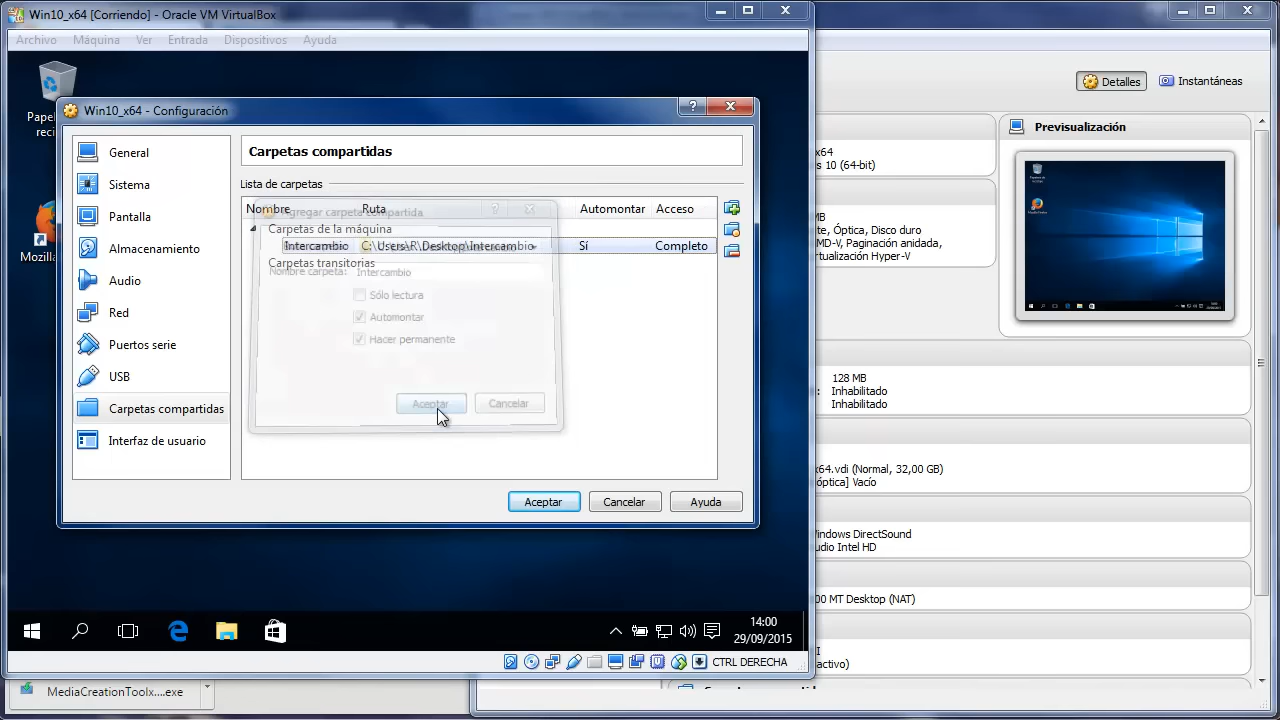 Win10_x64 [Corriendo] - Oracle VM VirtualBox
Archivo Máquina Ver Entrada Dispositivos Ayuda
Detalles Instantáneas
Win10_x64 - Configuración
General
Sistema
Pantalla
Almacenamiento
Audio
Red
Puertos serie
USB
Carpetas compartidas
Interfaz de usuario
Carpetas compartidas
Lista de carpetas
Nombre Ruta Automontar Acceso
Carpetas de la máquina
Intercambio C:\Users\R\Desktop\Intercambio Sí Completo
Carpetas transitorias
Agregar carpeta compartida
Nombre carpeta: Intercambio
Sólo lectura
Automontar
Hacer permanente
Aceptar Cancelar
Aceptar Cancelar Ayuda
Previsualización
x64
s 10 (64-bit)
MB
, Óptica, Disco duro
MD-V, Paginación anidada,
rtualización Hyper-V
128 MB
Inhabilitado
Inhabilitado
x64.vdi (Normal, 32,00 GB)
óptica] Vacío
Windows DirectSound
udio Intel HD
00 MT Desktop (NAT)
activo)
14:00
29/09/2015
CTRL DERECHA
MediaCreationToolx....exe